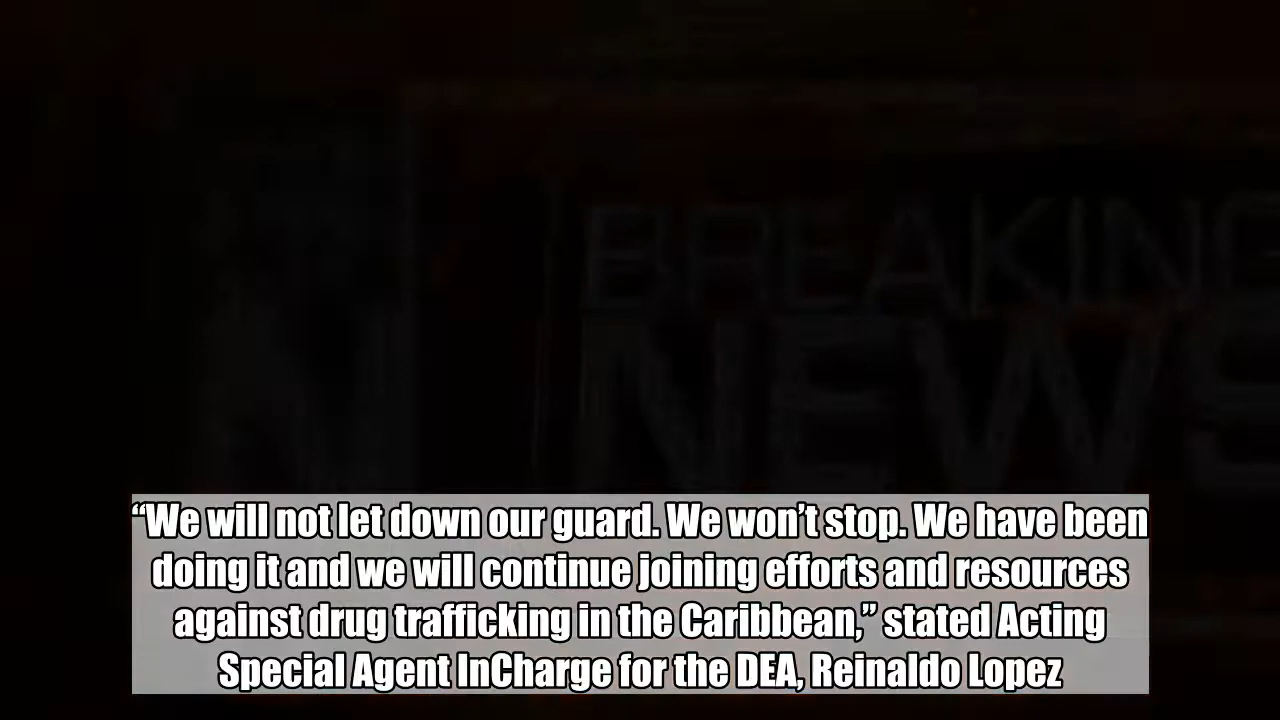 BREAKING
NEWS
“We will not let down our guard. We won’t stop. We have been
doing it and we will continue joining efforts and resources
against drug trafficking in the Caribbean,” stated Acting
Special Agent InCharge for the DEA, Reinaldo Lopez